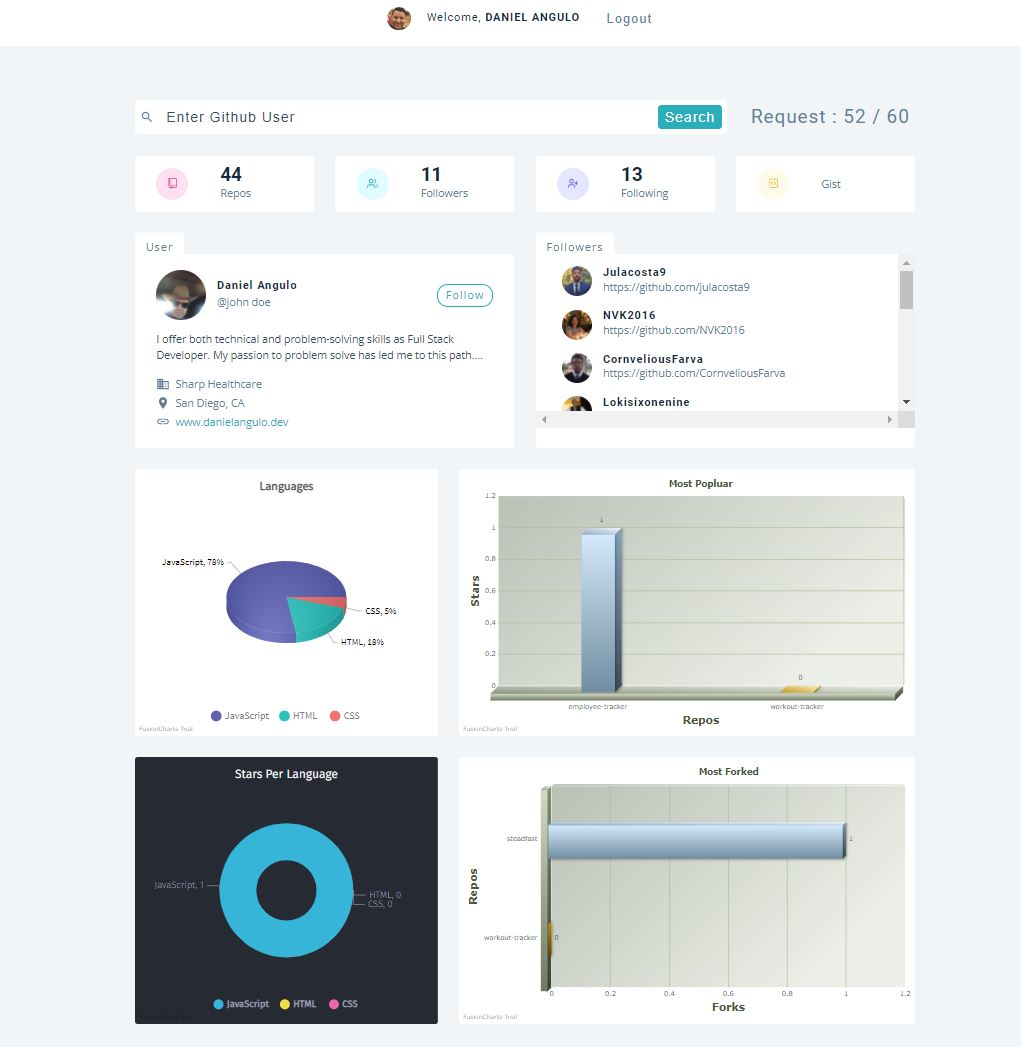 Welcome, DANIEL ANGULO
Logout
Enter Github User
Search
Request : 52 / 60
44
Repos
11
Followers
13
Following
Gist
User
Daniel Angulo
@john doe
Follow
I offer both technical and problem-solving skills as Full Stack
Developer. My passion to problem solve has led me to this path....
Sharp Healthcare
San Diego, CA
www.danielangulo.dev
Followers
Julacosta9
https://github.com/julacosta9
NVK2016
https://github.com/NVK2016
CornveliousFarva
https://github.com/CornveliousFarva
Lokisixonenine
Languages
JavaScript, 78%
CSS, 5%
HTML, 18%
JavaScript
HTML
CSS
FusionCharts Trial
Most Popluar
1.2
1
0.8
0.6
0.4
0.2
0
Stars
1
0
employee-tracker
workout-tracker
Repos
FusionCharts Trial
Stars Per Language
JavaScript, 1
HTML, 0
CSS, 0
JavaScript
HTML
CSS
FusionCharts Trial
Most Forked
steadfast
1
Repos
workout-tracker
0
0
0.2
0.4
0.6
0.8
1
1.2
Forks
FusionCharts Trial